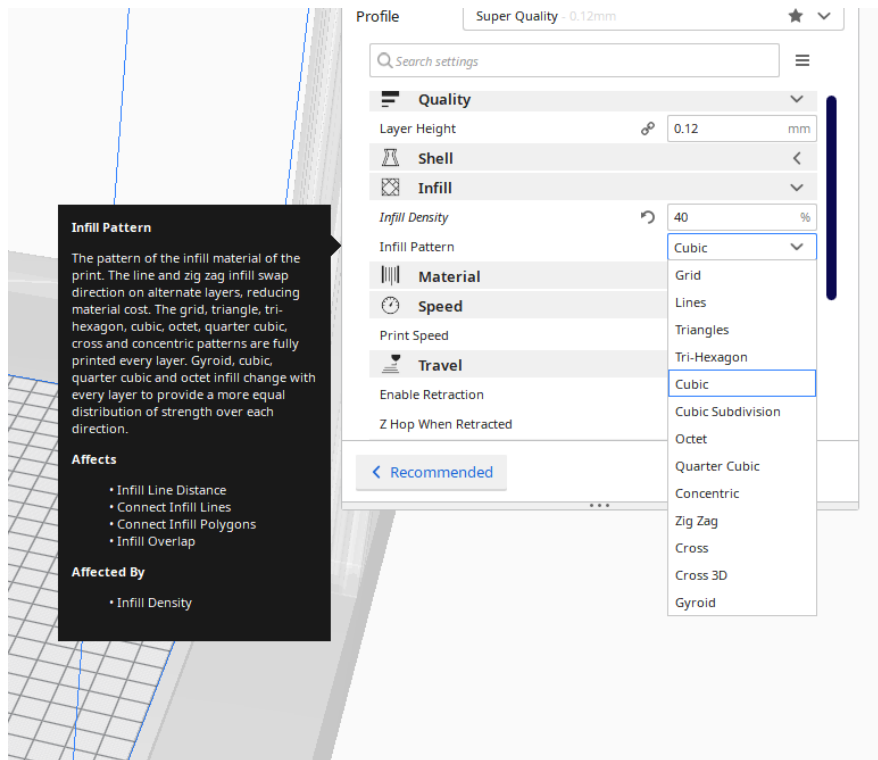 Profile
Super Quality - 0.12mm
Search settings
Quality
Layer Height
0.12 mm
Shell
Infill
Infill Density
40 %
Infill Pattern
Cubic
Grid
Lines
Triangles
Tri-Hexagon
Cubic
Cubic Subdivision
Octet
Quarter Cubic
Concentric
Zig Zag
Cross
Cross 3D
Gyroid
Material
Speed
Print Speed
Travel
Enable Retraction
Z Hop When Retracted
Recommended
Infill Pattern
The pattern of the infill material of the
print. The line and zig zag infill swap
direction on alternate layers, reducing
material cost. The grid, triangle, tri-
hexagon, cubic, octet, quarter cubic,
cross and concentric patterns are fully
printed every layer. Gyroid, cubic,
quarter cubic and octet infill change with
every layer to provide a more equal
distribution of strength over each
direction.
Affects
• Infill Line Distance
• Connect Infill Lines
• Connect Infill Polygons
• Infill Overlap
Affected By
• Infill Density